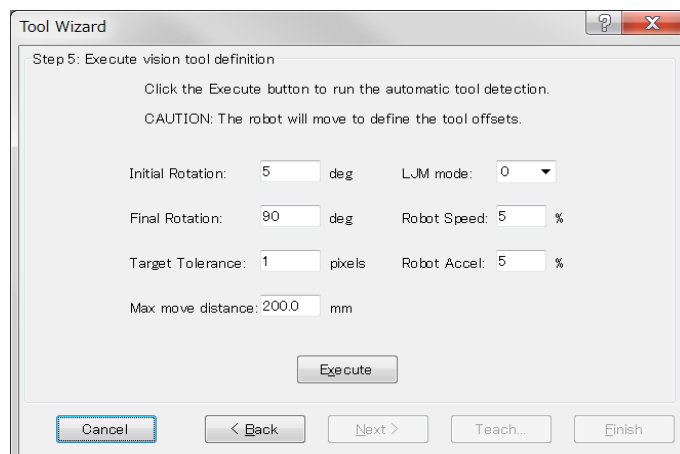 Tool Wizard
?
X
Step 5: Execute vision tool definition
Click the Execute button to run the automatic tool detection.
CAUTION: The robot will move to define the tool offsets.
Initial Rotation: 5 deg LJM mode: 0
Final Rotation: 90 deg Robot Speed: 5 %
Target Tolerance: 1 pixels Robot Accel: 5 %
Max move distance: 200.0 mm
Execute
Cancel < Back Next > Teach... Finish